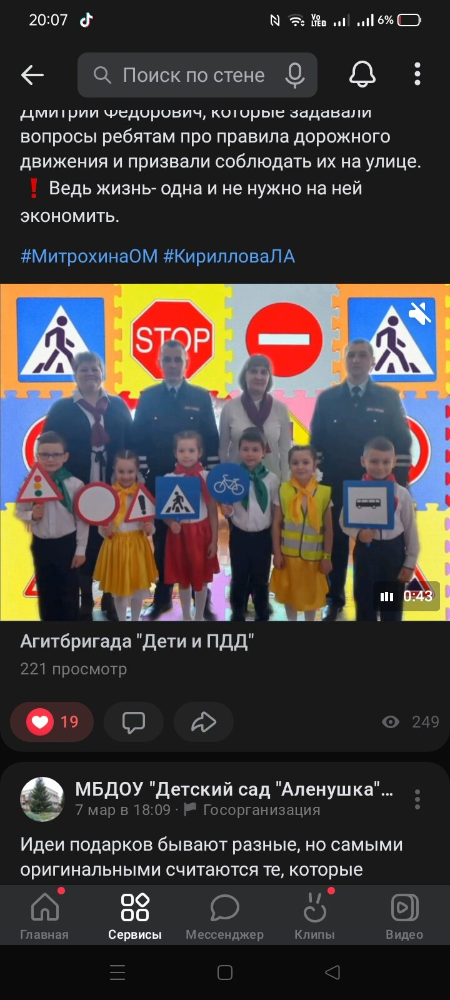 20:07
Vo LTED
6%
Поиск по стене
Дмитрий Федорович, которые задавали
вопросы ребятам про правила дорожного
движения и призвали соблюдать их на улице.
❗ Ведь жизнь- одна и не нужно на ней
экономить.
#МитрохинаОМ #КирилловаЛА
STOP
0:43
Агитбригада "Дети и ПДД"
221 просмотр
19
249
МБДОУ "Детский сад "Аленушка"...
7 мар в 18:09 · Госорганизация
Идеи подарков бывают разные, но самыми
оригинальными считаются те, которые
Главная
Сервисы
Мессенджер
Клипы
Видео